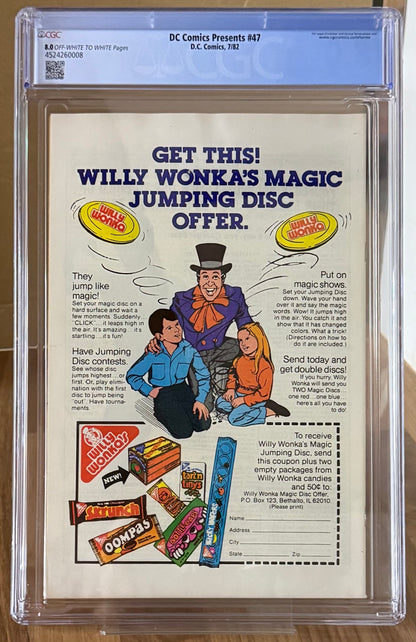 CGC
8.0 OFF-WHITE TO WHITE Pages
4524260008
DC Comics Presents #47
D.C. Comics, 7/82
GET THIS!
WILLY WONKA'S MAGIC
JUMPING DISC
OFFER.
WILLY
WONKA
WILLY
WONKA
They
jump like
magic!
Set your magic disc on a
hard surface and wait a
few moments. Suddenly
"CLICK"...it leaps high in
the air. It's amazing...it's
startling...it's fun!
Have Jumping
Disc contests.
See whose disc
jumps highest...or
first. Or, play elimi-
nation with the first
disc to jump being
"out". Have tourna-
ments.
Put on
magic shows.
Set your Jumping Disc
down. Wave your hand
over it and say the magic
words. Wow! It jumps high
in the air. You catch it and
show that it has changed
colors. What a trick!
(Directions on how to
do it are included.)
Send today and
get double discs!
If you hurry, Willy
Wonka will send you
TWO Magic Discs...
one red...one blue...
here's all you have
to do!
WILLY
WONKA'S
NEW!
tart n
tinys
SKRUNCH
OOMPAS
To receive
Willy Wonka's Magic
Jumping Disc, send
this coupon plus two
empty packages from
Willy Wonka candies
and 50¢ to:
Willy Wonka Magic Disc Offer,
P.O. Box 123, Bethalto, IL 62010.
(Please print)
Name
Address
City
State Zip